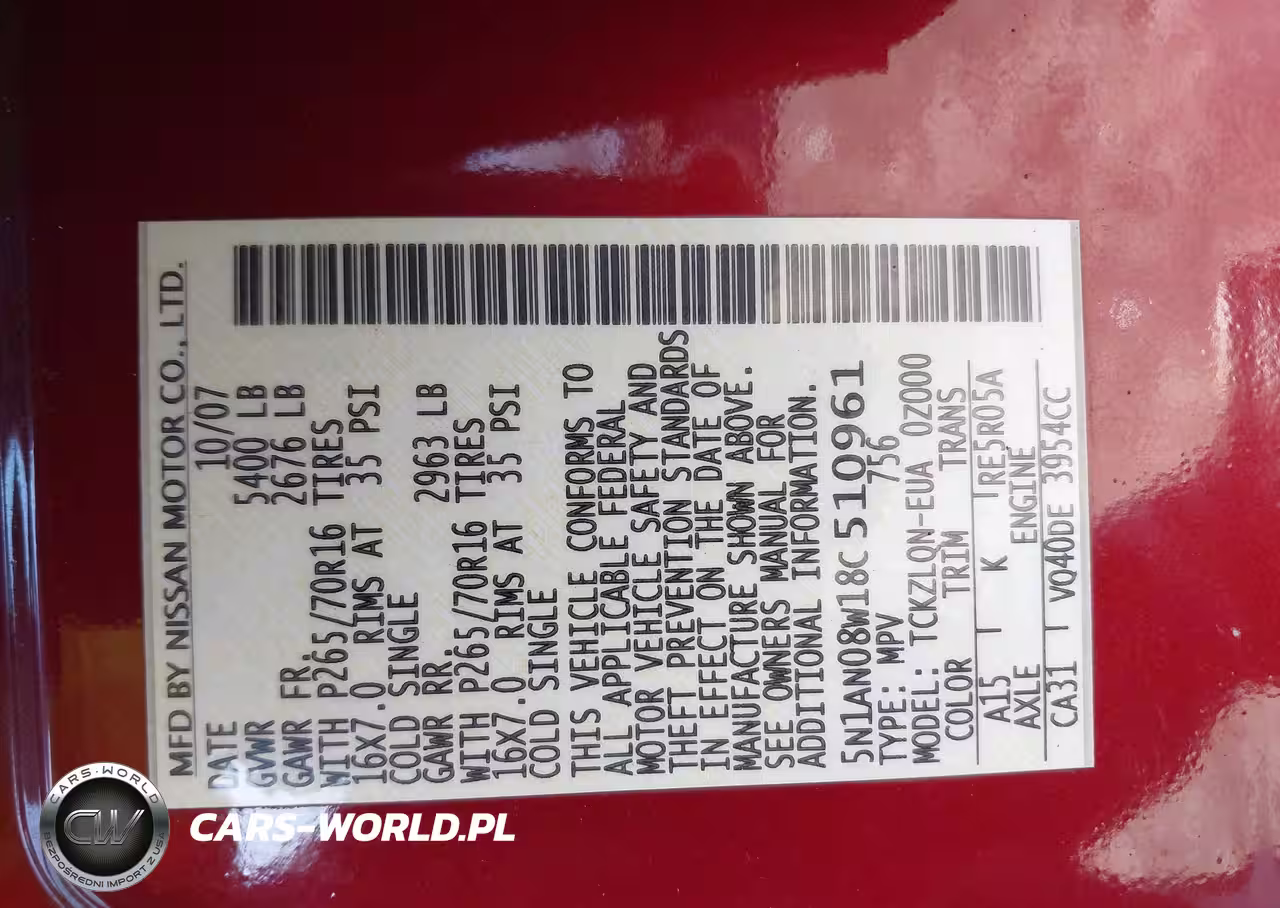 MFD BY NISSAN MOTOR CO., LTD.
DATE 10/07
GVWR 5400 LB
GAWR FR. 2676 LB
WITH P265/70R16 TIRES
16X7.0 RIMS AT 35 PSI
COLD SINGLE
GAWR RR. 2963 LB
WITH P265/70R16 TIRES
16X7.0 RIMS AT 35 PSI
COLD SINGLE
THIS VEHICLE CONFORMS TO
ALL APPLICABLE FEDERAL
MOTOR VEHICLE SAFETY AND
THEFT PREVENTION STANDARDS
IN EFFECT ON THE DATE OF
MANUFACTURE SHOWN ABOVE.
SEE OWNERS MANUAL FOR
ADDITIONAL INFORMATION.
5N1AN08W18C510961
TYPE: MPV 756
MODEL: TCKZLQN-EUA 0Z000
COLOR TRIM TRANS
A15 K RE5R05A
AXLE ENGINE
CA31 VQ40DE 3954CC
CARS-WORLD
CW
BEZPOŚREDNI IMPORT Z USA
CARS-WORLD.PL